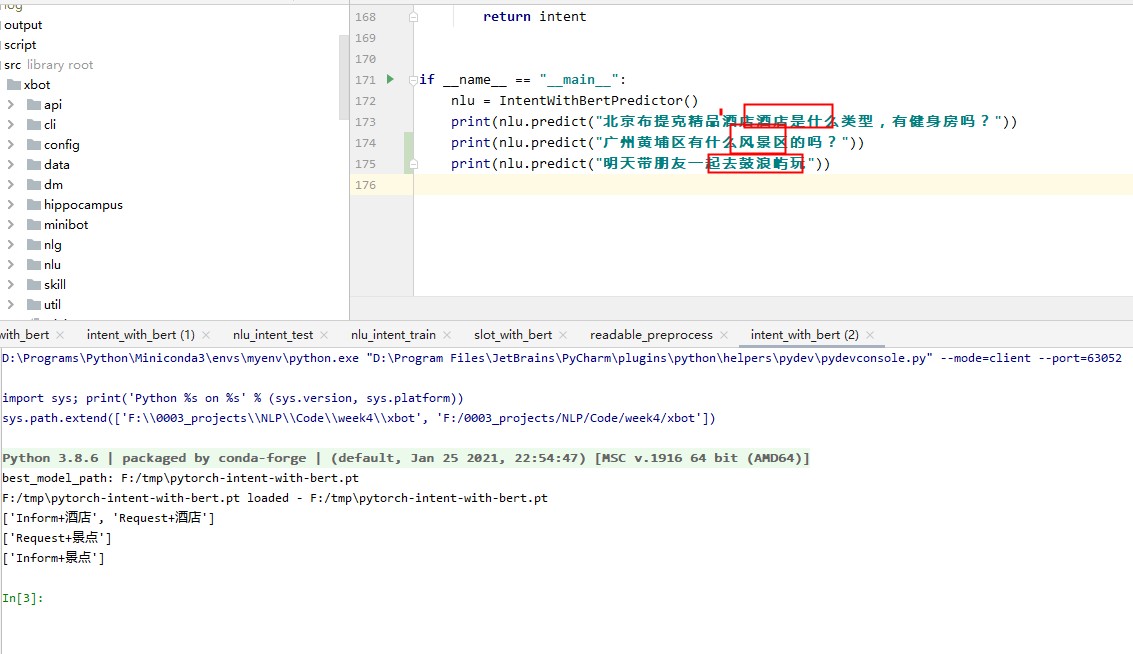 output
script
src library root
xbot
api
cli
config
data
dm
hippocampus
minibot
nlg
nlu
skill
util
168 return intent
169
170
171 if __name__ == "__main__":
172 nlu = IntentWithBertPredictor()
173 print(nlu.predict("北京布提克精品酒店酒店是什么类型，有健身房吗？"))
174 print(nlu.predict("广州黄埔区有什么风景区的吗？"))
175 print(nlu.predict("明天带朋友一起去鼓浪屿玩"))
176
with_bert intent_with_bert (1) nlu_intent_test nlu_intent_train slot_with_bert readable_preprocess intent_with_bert (2)
D:\Programs\Python\Miniconda3\envs\myenv\python.exe "D:\Program Files\JetBrains\PyCharm\plugins\python\helpers\pydev\pydevconsole.py" --mode=client --port=63052
import sys; print('Python %s on %s' % (sys.version, sys.platform))
sys.path.extend(['F:\\0003_projects\\NLP\\Code\\week4\\xbot', 'F:/0003_projects/NLP/Code/week4/xbot'])
Python 3.8.6 | packaged by conda-forge | (default, Jan 25 2021, 22:54:47) [MSC v.1916 64 bit (AMD64)]
best_model_path: F:/tmp\pytorch-intent-with-bert.pt
F:/tmp\pytorch-intent-with-bert.pt loaded - F:/tmp\pytorch-intent-with-bert.pt
['Inform+酒店', 'Request+酒店']
['Request+景点']
['Inform+景点']
In[3]: